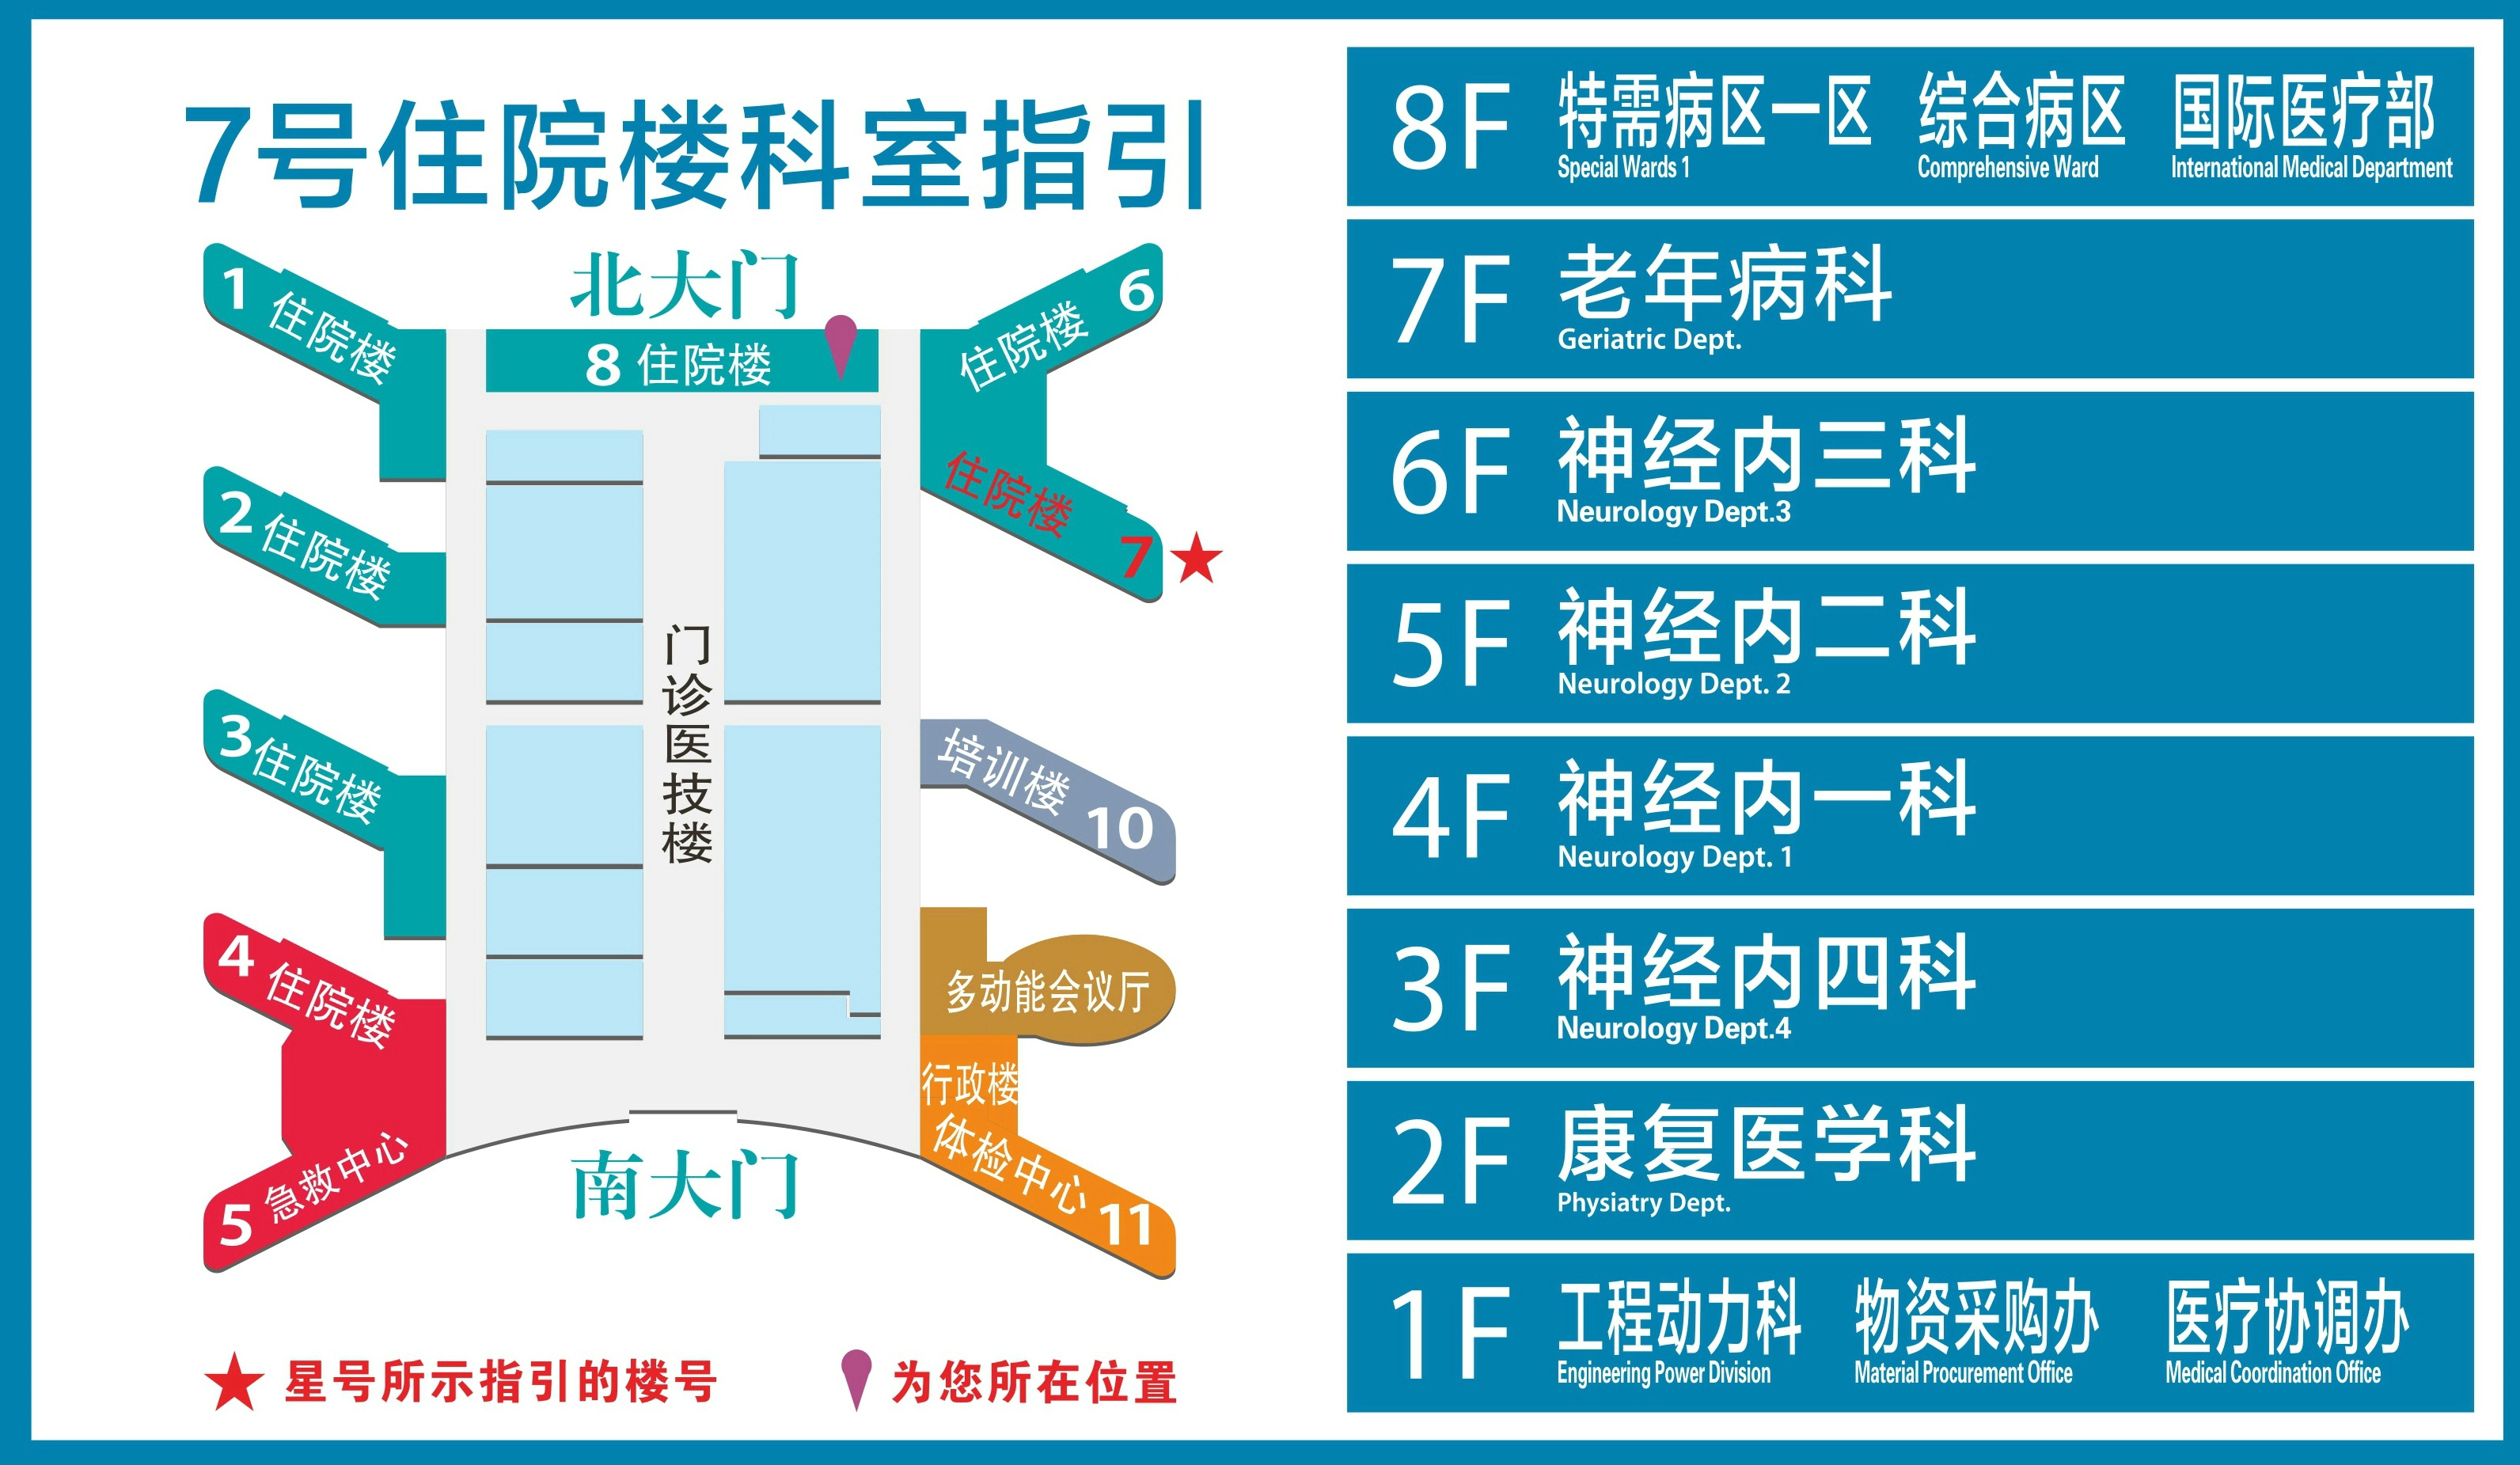 7号住院楼科室指引
北大门
1 住院楼
8 住院楼
6 住院楼
2 住院楼
住院楼 7
3 住院楼
门诊医技楼
培训楼 10
4 住院楼
多动能会议厅
行政楼
体检中心 11
5 急救中心
南大门
星号所示指引的楼号
为您所在位置
8F 特需病区一区 综合病区 国际医疗部
Special Wards 1 Comprehensive Ward International Medical Department
7F 老年病科
Geriatric Dept.
6F 神经内三科
Neurology Dept.3
5F 神经内二科
Neurology Dept. 2
4F 神经内一科
Neurology Dept. 1
3F 神经内四科
Neurology Dept.4
2F 康复医学科
Physiatry Dept.
1F 工程动力科 物资采购办 医疗协调办
Engineering Power Division Material Procurement Office Medical Coordination Office